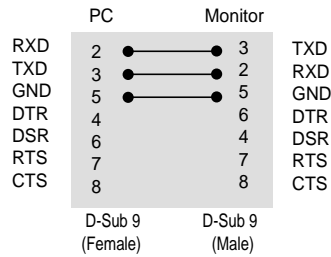 PC Monitor
RXD 2 3 TXD
TXD 3 2 RXD
GND 5 5 GND
DTR 4 6 DTR
DSR 6 4 DSR
RTS 7 7 RTS
CTS 8 8 CTS
D-Sub 9 D-Sub 9
(Female) (Male)